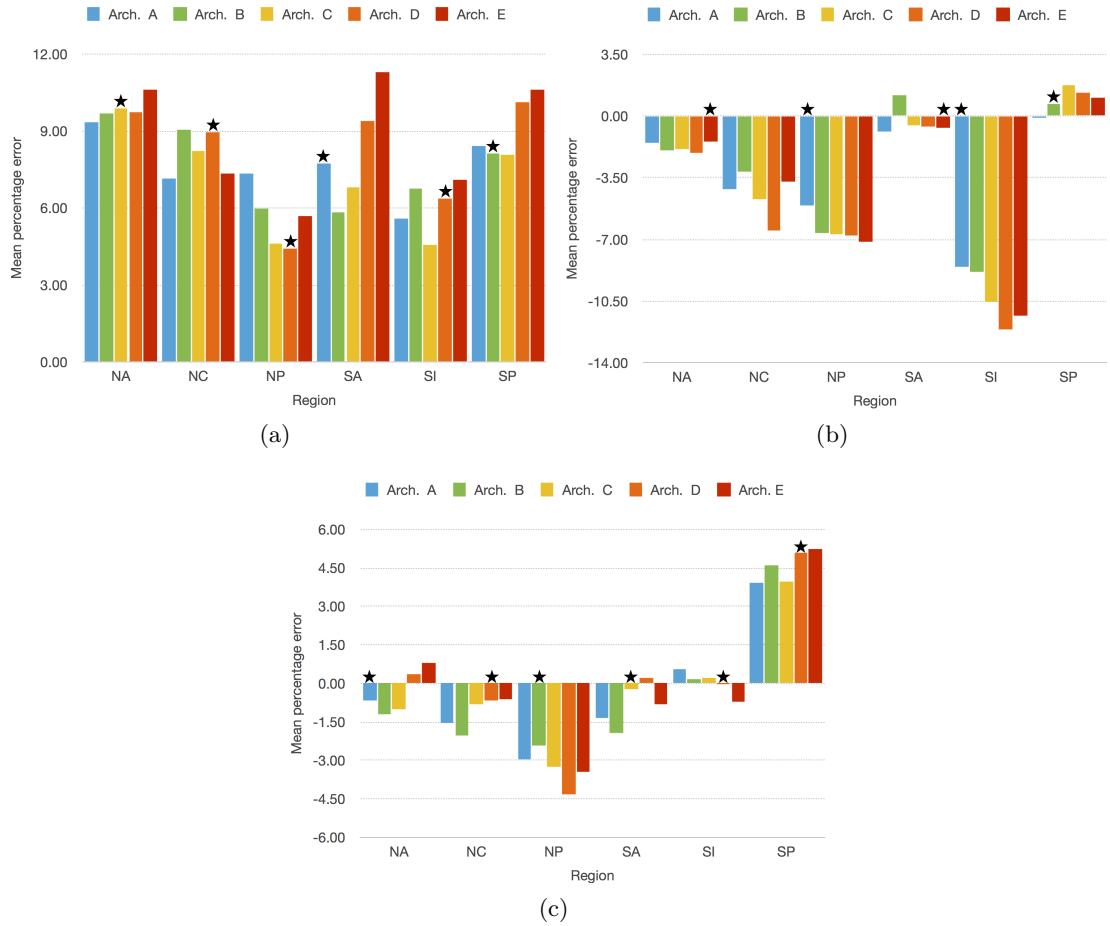 Arch. A Arch. B Arch. C Arch. D Arch. E
12.00
9.00
6.00
3.00
0.00
Mean percentage error
NA NC NP SA SI SP
Region
(a)
Arch. A Arch. B Arch. C Arch. D Arch. E
3.50
0.00
-3.50
-7.00
-10.50
-14.00
Mean percentage error
NA NC NP SA SI SP
Region
(b)
Arch. A Arch. B Arch. C Arch. D Arch. E
6.00
4.50
3.00
1.50
0.00
-1.50
-3.00
-4.50
-6.00
Mean percentage error
NA NC NP SA SI SP
Region
(c)